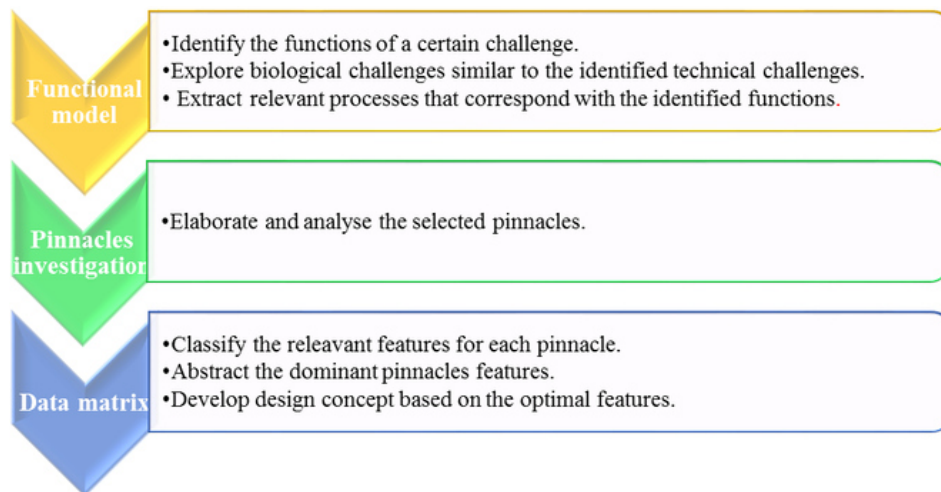 Functional
model
•Identify the functions of a certain challenge.
•Explore biological challenges similar to the identified technical challenges.
• Extract relevant processes that correspond with the identified functions.
Pinnacles
investigation
•Elaborate and analyse the selected pinnacles.
Data matrix
•Classify the releavant features for each pinnacle.
•Abstract the dominant pinnacles features.
•Develop design concept based on the optimal features.